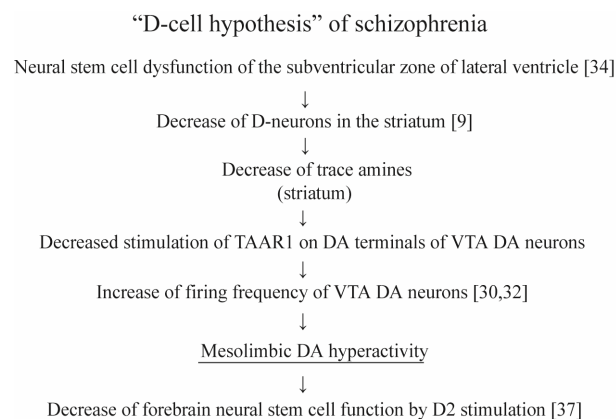 “D-cell hypothesis” of schizophrenia
Neural stem cell dysfunction of the subventricular zone of lateral ventricle [34]
↓
Decrease of D-neurons in the striatum [9]
↓
Decrease of trace amines
(striatum)
↓
Decreased stimulation of TAAR1 on DA terminals of VTA DA neurons
↓
Increase of firing frequency of VTA DA neurons [30,32]
↓
Mesolimbic DA hyperactivity
↓
Decrease of forebrain neural stem cell function by D2 stimulation [37]